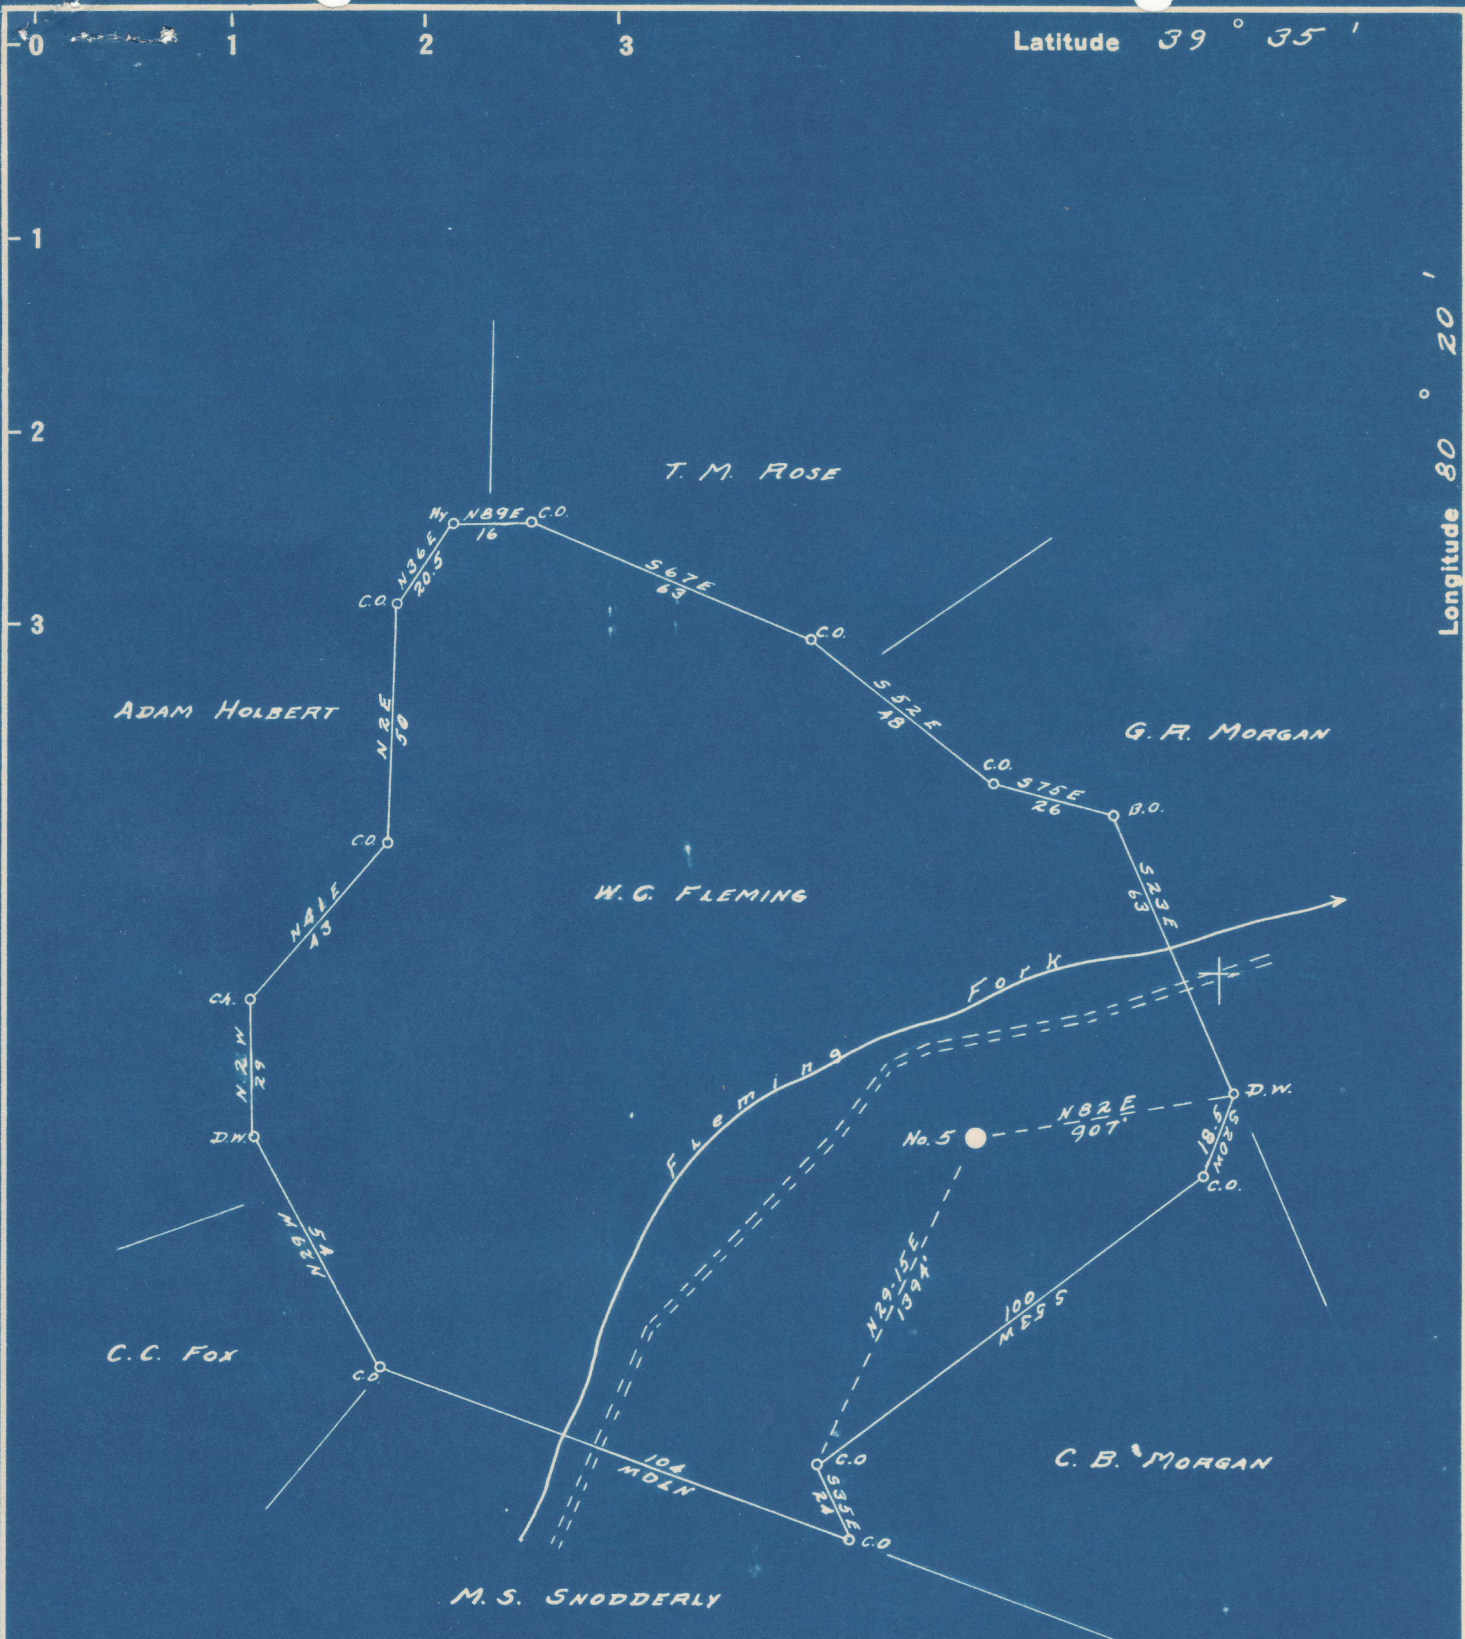 0 1 2 3
Latitude 39° 35'
1
2
3
Longitude 80° 20'
T. M. ROSE
Hy N89E C.O.
16
N36E
20.5
C.O.
S67E
63
C.O.
ADAM HOLBERT
N2E
50
S52E
48
G. R. MORGAN
C.O.
S75E
26
B.O.
C.O.
W. C. FLEMING
S23E
63
N41E
43
Ch.
Fleming Fork
N2W
29
D.W.
No. 5
N82E
907'
D.W.
S20W
18.9
C.O.
N29W
54
N29-15E
1394'
100
S53W
C.C. FOX
C.O.
104
N70W
C.O
S35E
24
C.O
C. B. MORGAN
M. S. SNODDERLY